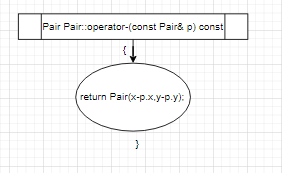 Pair Pair::operator-(const Pair& p) const
{
return Pair(x-p.x,y-p.y);
}